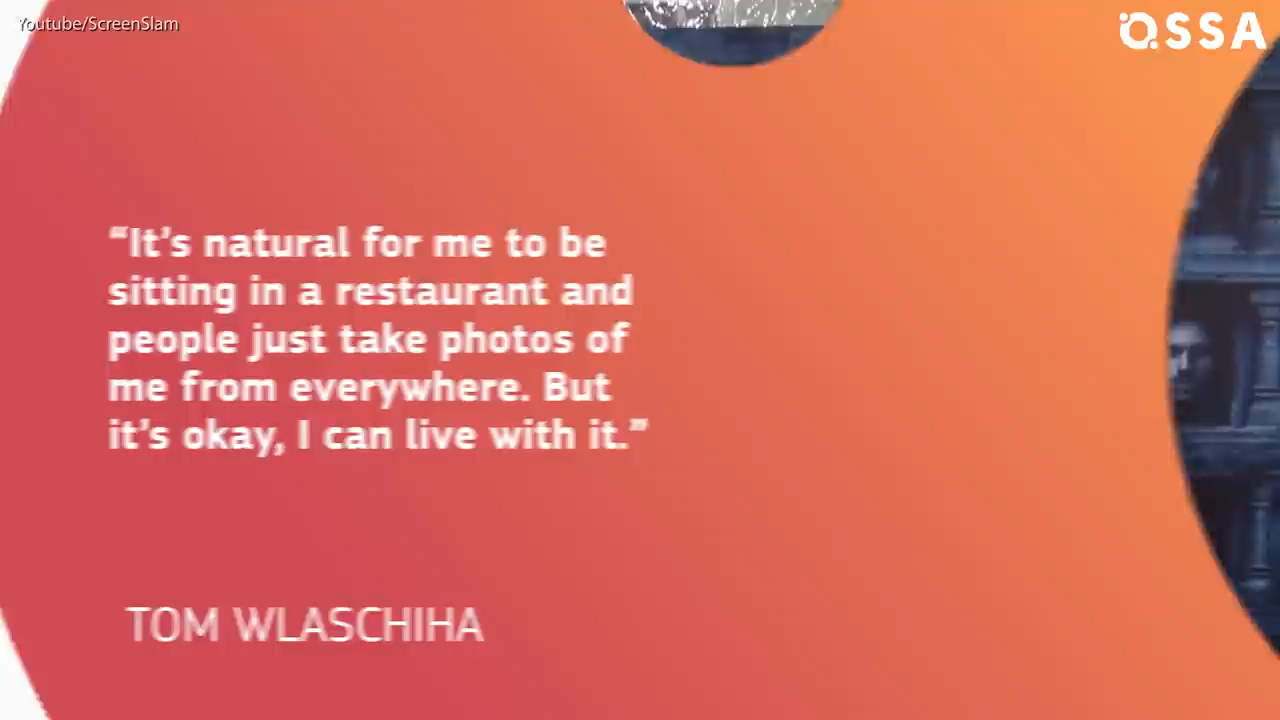 Youtube/ScreenSlam
OSSA
“It’s natural for me to be
sitting in a restaurant and
people just take photos of
me from everywhere. But
it’s okay, I can live with it.”
TOM WLASCHIHA